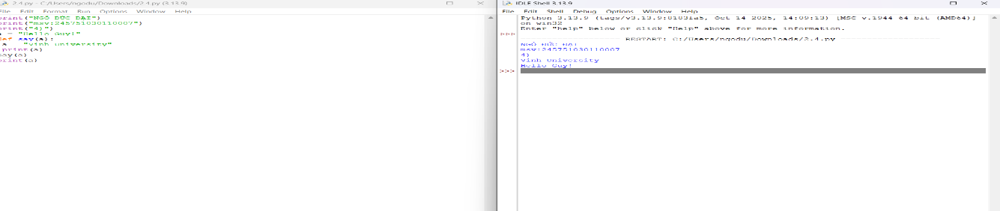 2.4.py - C:/Users/ngodu/Downloads/2.4.py (3.13.9)
File Edit Format Run Options Window Help
print("NGÔ ĐỨC ĐẠT")
print("msv:245751030110007")
print("4)")
a = "Hello Guy!"
def say(a):
a = "Vinh University"
print(a)
say(a)
print(a)
IDLE Shell 3.13.9
File Edit Shell Debug Options Window Help
Python 3.13.9 (tags/v3.13.9:8183fa5, Oct 14 2025, 14:09:13) [MSC v.1944 64 bit (AMD64)]
on win32
Enter "help" below or click "Help" above for more information.
>>>
RESTART: C:/Users/ngodu/Downloads/2.4.py
NGÔ ĐỨC ĐẠT
msv:245751030110007
4)
Vinh University
Hello Guy!
>>>